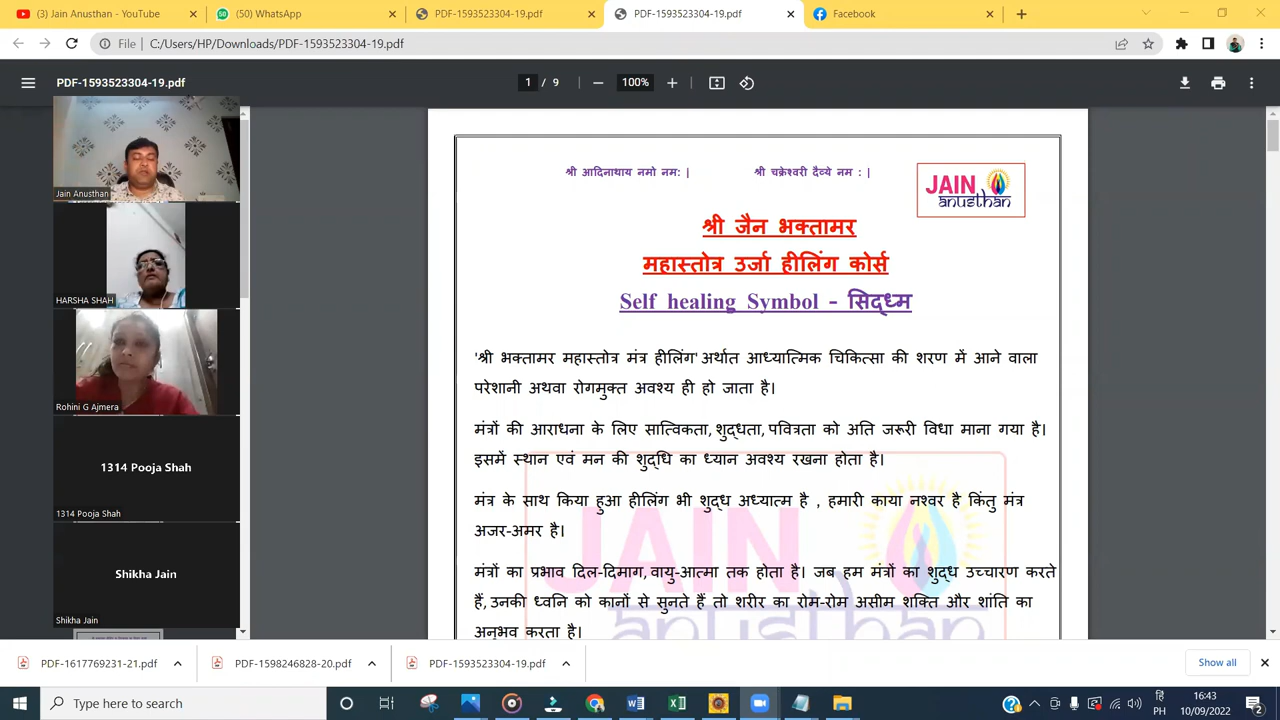 (3) Jain Anusthan - YouTube
(50) WhatsApp
PDF-1593523304-19.pdf
PDF-1593523304-19.pdf
Facebook
File
C:/Users/HP/Downloads/PDF-1593523304-19.pdf
PDF-1593523304-19.pdf
1 / 9
100%
Jain Anusthan
HARSHA SHAH
Rohini G Ajmera
1314 Pooja Shah
1314 Pooja Shah
Shikha Jain
Shikha Jain
श्री आदिनाथाय नमो नम: |
श्री चक्रेश्वरी दैव्ये नम : |
JAIN
anusthan
श्री जैन भक्तामर
महास्तोत्र उर्जा हीलिंग कोर्स
Self healing Symbol - सिद्ध्म
'श्री भक्तामर महास्तोत्र मंत्र हीलिंग' अर्थात आध्यात्मिक चिकित्सा की शरण में आने वाला
परेशानी अथवा रोगमुक्त अवश्य ही हो जाता है।
मंत्रों की आराधना के लिए सात्विकता, शुद्धता, पवित्रता को अति जरूरी विधा माना गया है।
इसमें स्थान एवं मन की शुद्धि का ध्यान अवश्य रखना होता है।
मंत्र के साथ किया हुआ हीलिंग भी शुद्ध अध्यात्म है , हमारी काया नश्वर है किंतु मंत्र
अजर-अमर है।
मंत्रों का प्रभाव दिल-दिमाग, वायु-आत्मा तक होता है। जब हम मंत्रों का शुद्ध उच्चारण करते
हैं, उनकी ध्वनि को कानों से सुनते हैं तो शरीर का रोम-रोम असीम शक्ति और शांति का
अनुभव करता है।
JAIN
anusthan
PDF-1617769231-21.pdf
PDF-1598246828-20.pdf
PDF-1593523304-19.pdf
Show all
Type here to search
हि
PH
16:43
10/09/2022
2